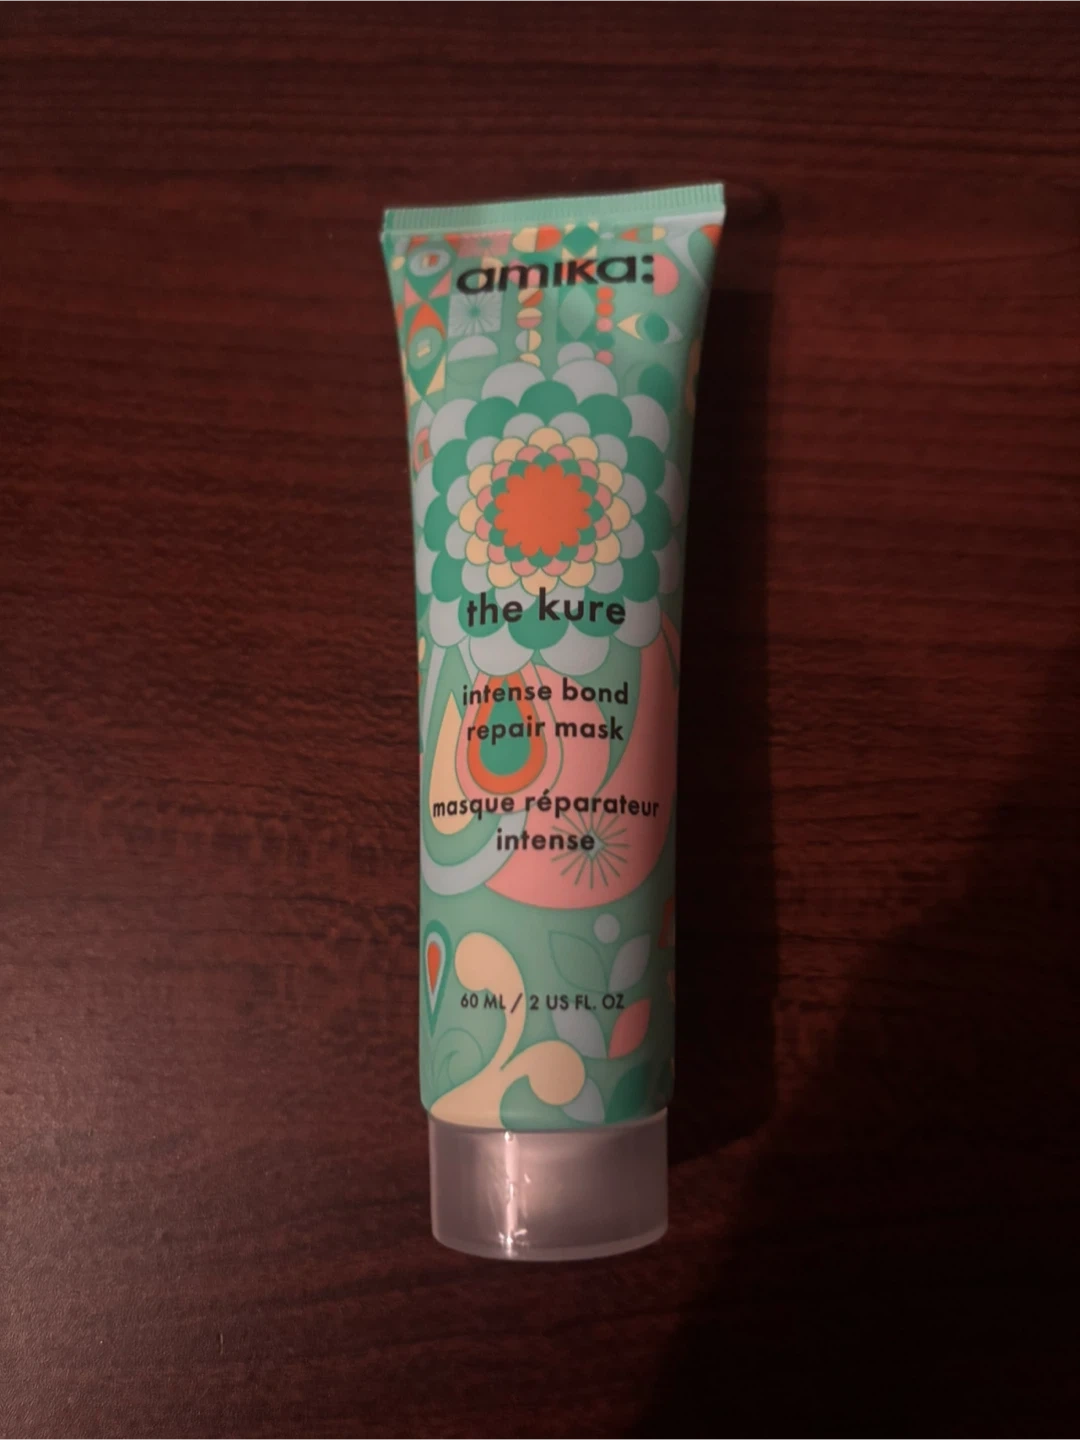 amika:
the kure
intense bond
repair mask
masque réparateur
intense
60 ML / 2 US FL. OZ